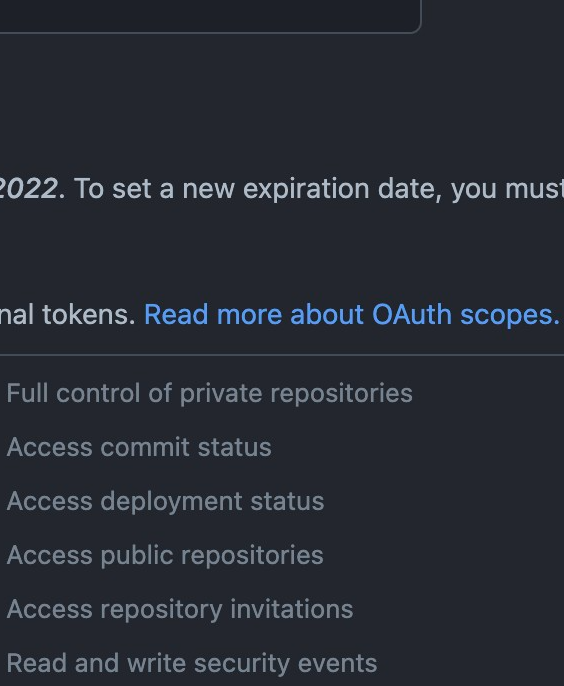 2022. To set a new expiration date, you must
nal tokens. Read more about OAuth scopes.
Full control of private repositories
Access commit status
Access deployment status
Access public repositories
Access repository invitations
Read and write security events